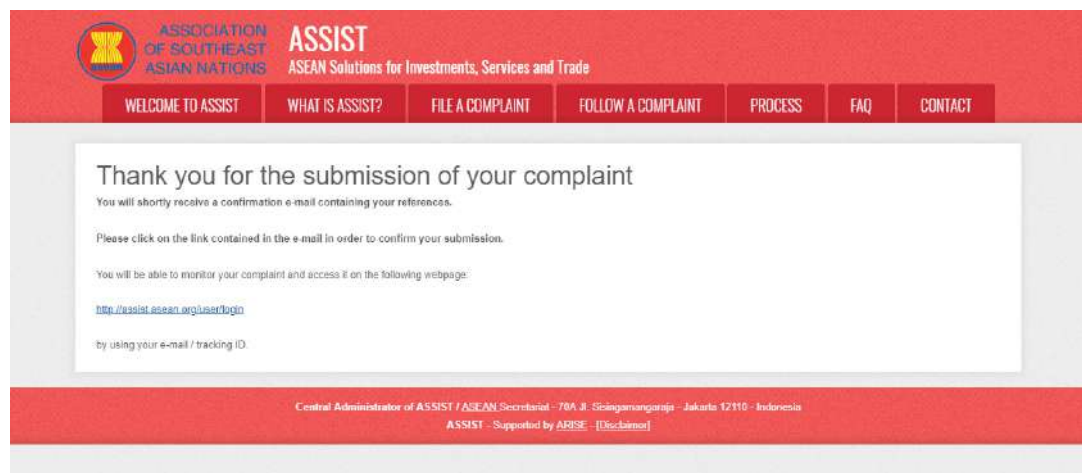 ASSOCIATION
OF SOUTHEAST
ASIAN NATIONS
asean
ASSIST
ASEAN Solutions for Investments, Services and Trade
WELCOME TO ASSIST WHAT IS ASSIST? FILE A COMPLAINT FOLLOW A COMPLAINT PROCESS FAQ CONTACT
Thank you for the submission of your complaint
You will shortly receive a confirmation e-mail containing your references.
Please click on the link contained in the e-mail in order to confirm your submission.
You will be able to monitor your complaint and access it on the following webpage:
http://assist.asean.org/user/login
by using your e-mail / tracking ID.
Central Administrator of ASSIST / ASEAN Secretariat - 70A Jl. Sisingamangaraja - Jakarta 12110 - Indonesia
ASSIST - Supported by ARISE - [Disclaimer]